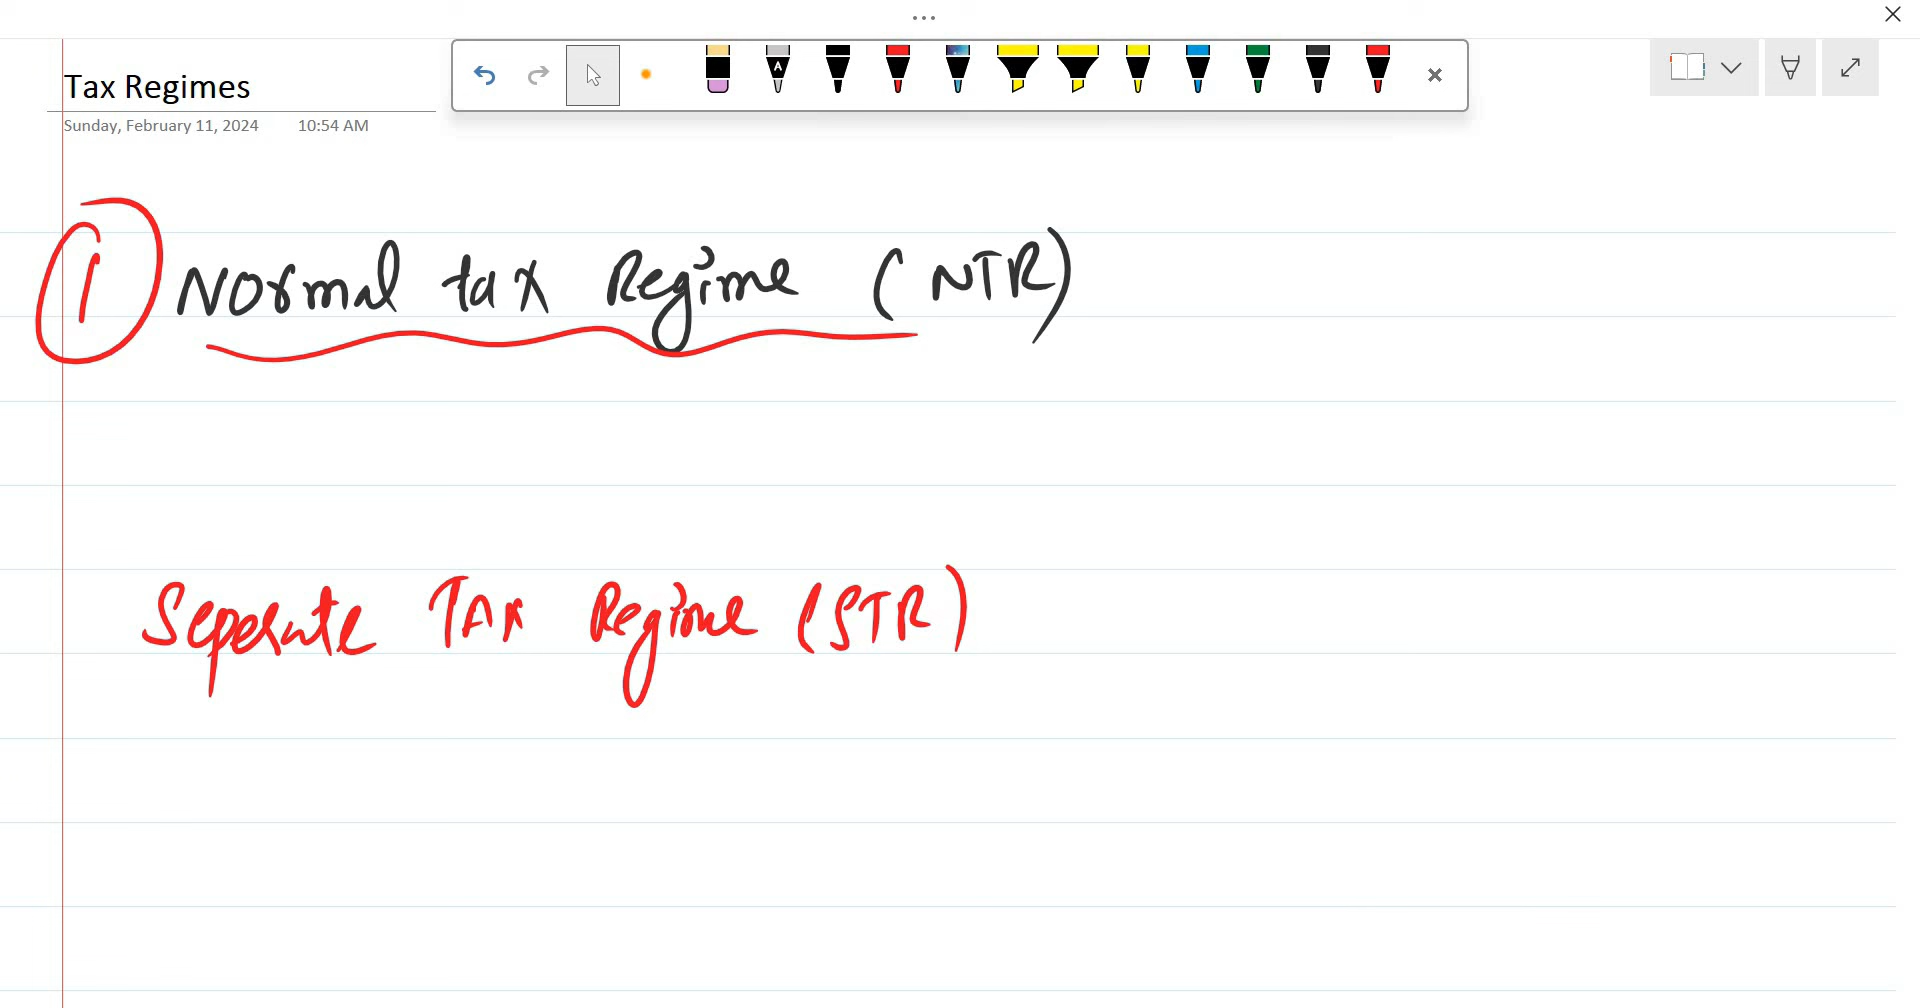 Tax Regimes
Sunday, February 11, 2024 10:54 AM
A
1 Normal tax Regime (NTR)
Seperate TAX Regime (STR)